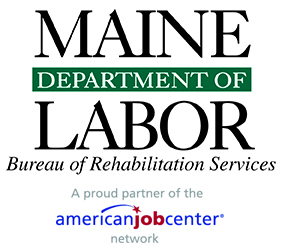 MAINE
DEPARTMENT OF
LABOR
Bureau of Rehabilitation Services
A proud partner of the
americanjobcenter®
network